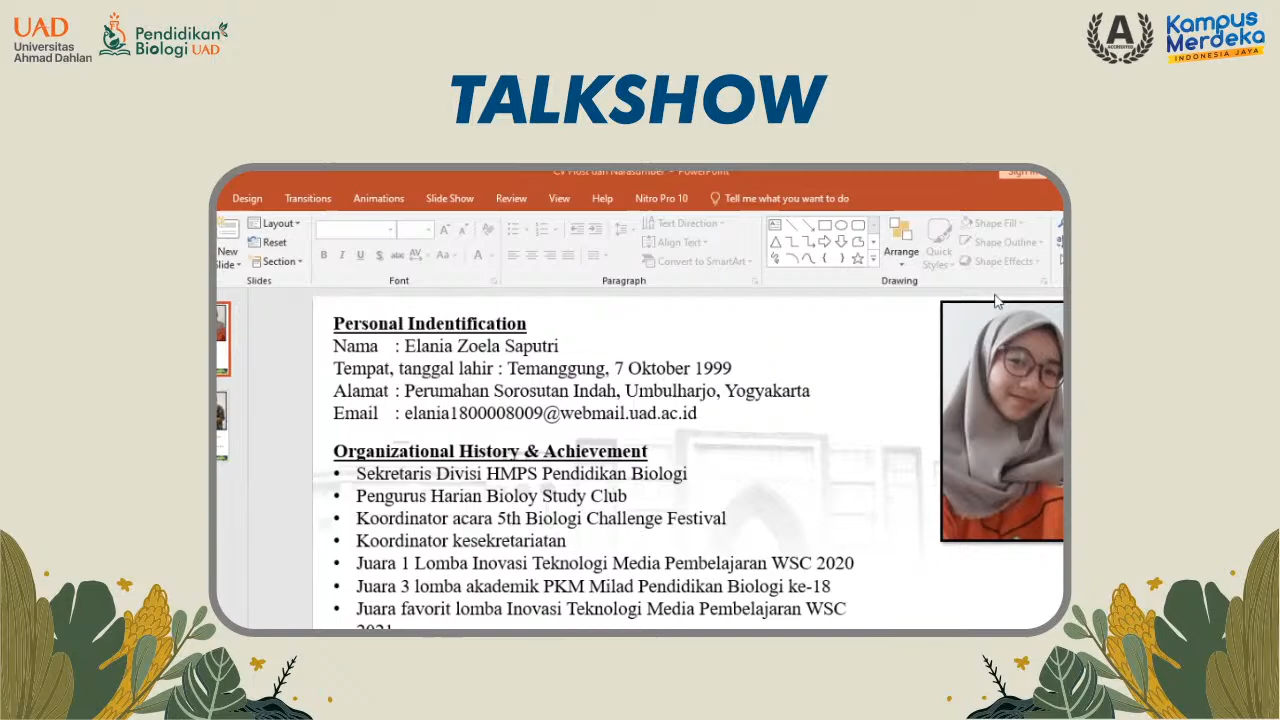 UAD
Universitas
Ahmad Dahlan
Pendidikan
Biologi UAD
A
ACCREDITED
Kampus
Merdeka
INDONESIA JAYA
TALKSHOW
CV Host dan Narasumber - PowerPoint
Sign in
Design Transitions Animations Slide Show Review View Help Nitro Pro 10 Tell me what you want to do
New
Slide
Layout
Reset
Section
Slides
B I U S abc AV Aa A
Font
Text Direction
Align Text
Convert to SmartArt
Paragraph
Arrange
Quick
Styles
Shape Fill
Shape Outline
Shape Effects
Drawing
Personal Indentification
Nama : Elania Zoela Saputri
Tempat, tanggal lahir : Temanggung, 7 Oktober 1999
Alamat : Perumahan Sorosutan Indah, Umbulharjo, Yogyakarta
Email : elania1800008009@webmail.uad.ac.id
Organizational History & Achievement
• Sekretaris Divisi HMPS Pendidikan Biologi
• Pengurus Harian Bioloy Study Club
• Koordinator acara 5th Biologi Challenge Festival
• Koordinator kesekretariatan
• Juara 1 Lomba Inovasi Teknologi Media Pembelajaran WSC 2020
• Juara 3 lomba akademik PKM Milad Pendidikan Biologi ke-18
• Juara favorit lomba Inovasi Teknologi Media Pembelajaran WSC
2021